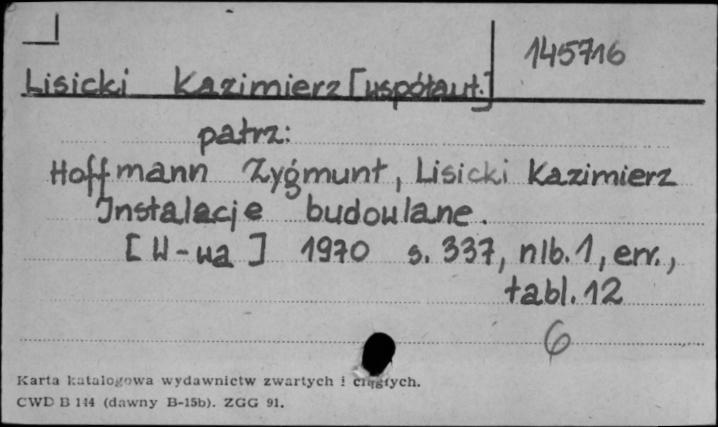 145716
Lisicki Kazimierz [współaut.]
patrz:
Hoffmann Zygmunt, Lisicki Kazimierz
Instalacje budowlane.
[W-wa] 1970 s. 337, nlb. 1, err.,
tabl. 12
6
Karta katalogowa wydawnictw zwartych i ciągłych.
CWD B 144 (dawny B-15b). ZGG 91.